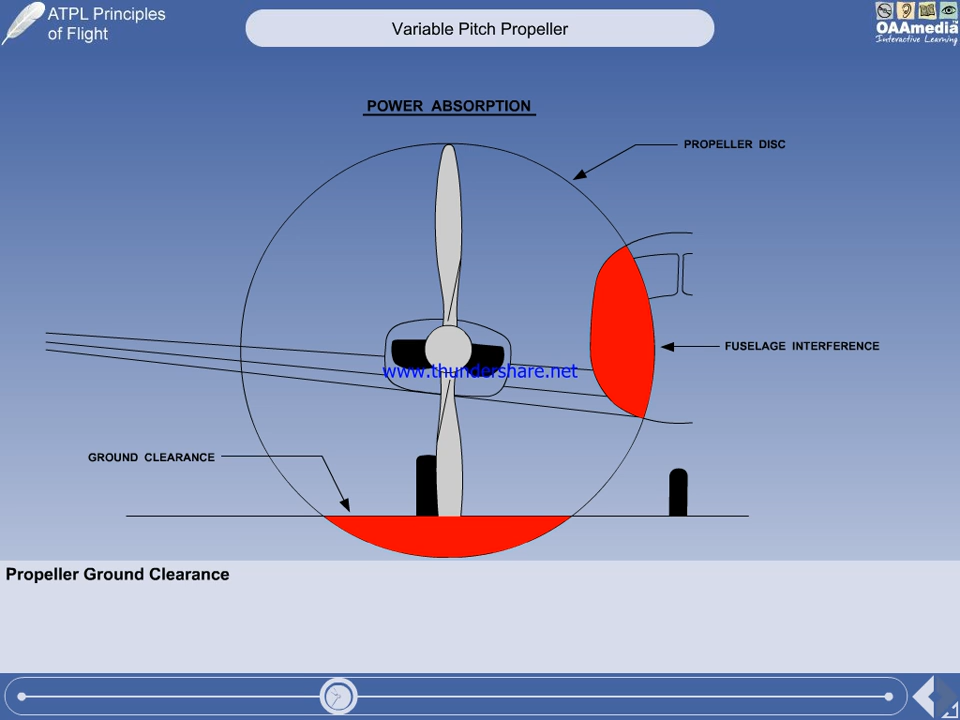 ATPL Principles
of Flight
Variable Pitch Propeller
OAAmedia
Interactive Learning
POWER ABSORPTION
PROPELLER DISC
FUSELAGE INTERFERENCE
www.thundershare.net
GROUND CLEARANCE
Propeller Ground Clearance